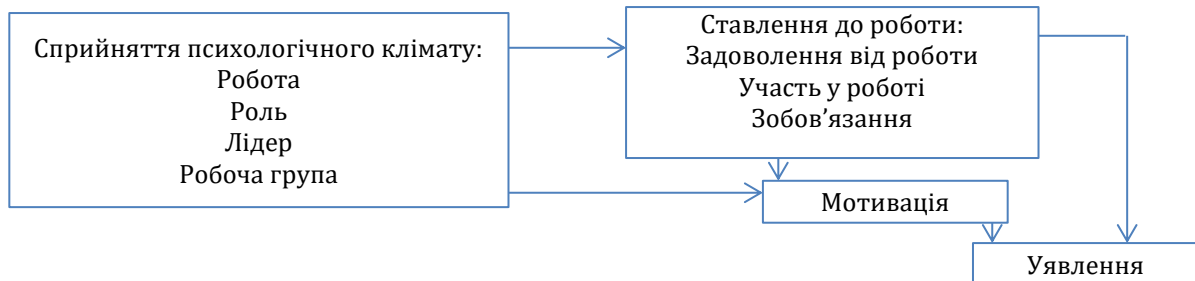 Сприйняття психологічного клімату:
Робота
Роль
Лідер
Робоча група
Ставлення до роботи:
Задоволення від роботи
Участь у роботі
Зобов’язання
Мотивація
Уявлення